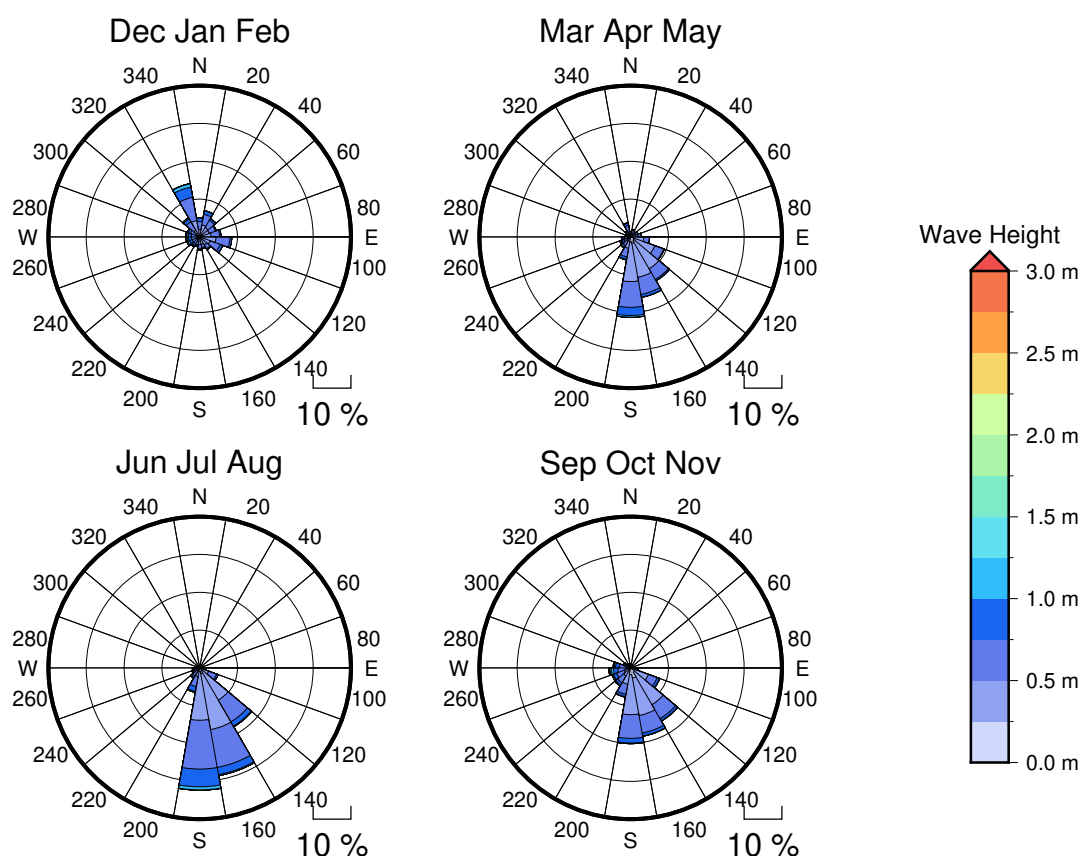 Dec Jan Feb
N
20
40
60
80
E
100
120
140
160
S
200
220
240
260
W
280
300
320
340
10 %
Mar Apr May
N
20
40
60
80
E
100
120
140
160
S
200
220
240
260
W
280
300
320
340
10 %
Jun Jul Aug
N
20
40
60
80
E
100
120
140
160
S
200
220
240
260
W
280
300
320
340
10 %
Sep Oct Nov
N
20
40
60
80
E
100
120
140
160
S
200
220
240
260
W
280
300
320
340
10 %
Wave Height
3.0 m
2.5 m
2.0 m
1.5 m
1.0 m
0.5 m
0.0 m